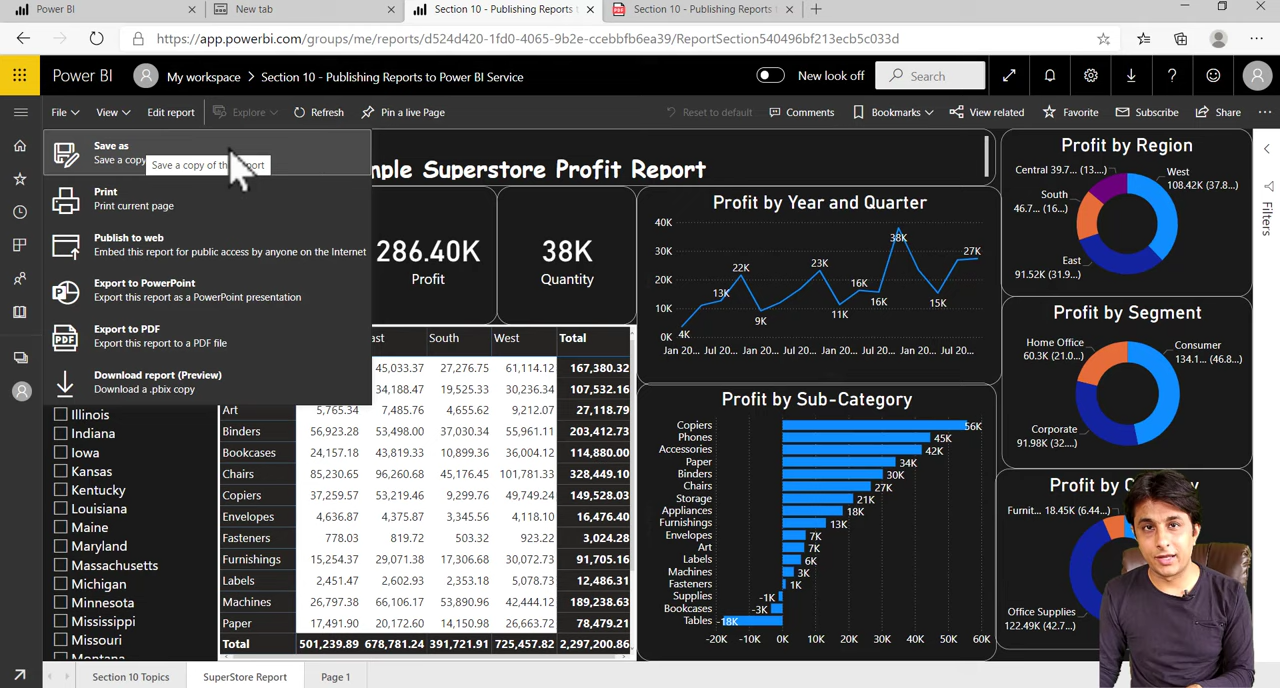 Power BI
New tab
Section 10 - Publishing Reports
Section 10 - Publishing Reports
https://app.powerbi.com/groups/me/reports/d524d420-1fd0-4065-9b2e-ccebbfb6ea39/ReportSection540496bf213ecb5c033d
Power BI
My workspace
Section 10 - Publishing Reports to Power BI Service
New look off
Search
File
View
Edit report
Explore
Refresh
Pin a live Page
Reset to default
Comments
Bookmarks
View related
Favorite
Subscribe
Share
Save as
Save a copy
Save a copy of th report
Print
Print current page
Publish to web
Embed this report for public access by anyone on the Internet
Export to PowerPoint
Export this report as a PowerPoint presentation
Export to PDF
Export this report to a PDF file
Download report (Preview)
Download a .pbix copy
Illinois
Indiana
Iowa
Kansas
Kentucky
Louisiana
Maine
Maryland
Massachusetts
Michigan
Minnesota
Mississippi
Missouri
Montana
mple Superstore Profit Report
286.40K
Profit
38K
Quantity
ast South West Total
45,033.37 27,276.75 61,114.12 167,380.32
34,188.47 19,525.33 30,236.34 107,532.16
Art 5,765.34 7,485.76 4,655.62 9,212.07 27,118.79
Binders 56,923.28 53,498.00 37,030.34 55,961.11 203,412.73
Bookcases 24,157.18 43,819.33 10,899.36 36,004.12 114,880.00
Chairs 85,230.65 96,260.68 45,176.45 101,781.33 328,449.10
Copiers 37,259.57 53,219.46 9,299.76 49,749.24 149,528.03
Envelopes 4,636.87 4,375.87 3,345.56 4,118.10 16,476.40
Fasteners 778.03 819.72 503.32 923.22 3,024.28
Furnishings 15,254.37 29,071.38 17,306.68 30,072.73 91,705.16
Labels 2,451.47 2,602.93 2,353.18 5,078.73 12,486.31
Machines 26,797.38 66,106.17 53,890.96 42,444.12 189,238.63
Paper 17,491.90 20,172.60 14,150.98 26,663.72 78,479.21
Total 501,239.89 678,781.24 391,721.91 725,457.82 2,297,200.86
Profit by Year and Quarter
40K
30K
20K
10K
0K
4K
13K
22K
9K
23K
11K
16K
16K
38K
15K
27K
Jan 20... Jul 20... Jan 20... Jul 20... Jan 20... Jul 20... Jan 20... Jul 20...
Profit by Sub-Category
Copiers 56K
Phones 45K
Accessories 42K
Paper 34K
Binders 30K
Chairs 27K
Storage 21K
Appliances 18K
Furnishings 13K
Envelopes 7K
Art 7K
Labels 6K
Machines 3K
Fasteners 1K
Supplies -1K
Bookcases -3K
Tables -18K
-20K -10K 0K 10K 20K 30K 40K 50K 60K
Profit by Region
Central 39.7... (13....)
West
108.42K (37.8...)
South
46.7... (16...)
East
91.52K (31.9...)
Profit by Segment
Home Office
60.3K (21.0...)
Consumer
134.1... (46.8...)
Corporate
91.98K (32....)
Profit by C y
Furnit... 18.45K (6.44...
Office Supplies
122.49K (42.7...
Filters
Section 10 Topics
SuperStore Report
Page 1